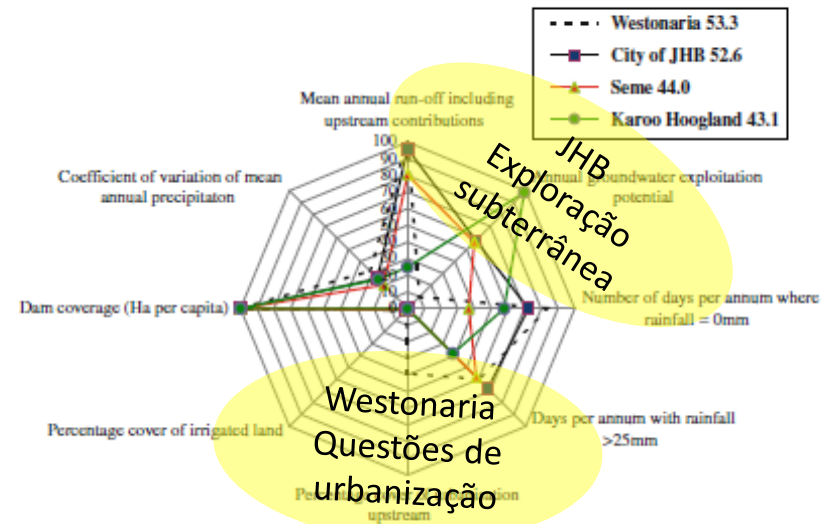 Westonaria 53.3
City of JHB 52.6
Seme 44.0
Karoo Hoogland 43.1
Mean annual run-off including
upstream contributions
100
90
80
JHB
Exploração
subterrânea
groundwater exploitation
potential
Coefficient of variation of mean
annual precipitaton
Dam coverage (Ha per capita)
Number of days per annum where
rainfall = 0mm
Days per annum with rainfall
>25mm
Percentage cover of irrigated land
Westonaria
Questões de
urbanização
upstream